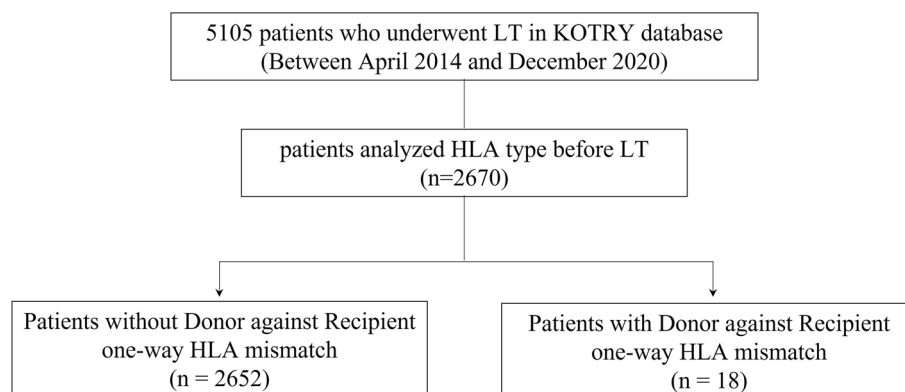 5105 patients who underwent LT in KOTRY database
(Between April 2014 and December 2020)
patients analyzed HLA type before LT
(n=2670)
Patients without Donor against Recipient
one-way HLA mismatch
(n = 2652)
Patients with Donor against Recipient
one-way HLA mismatch
(n = 18)